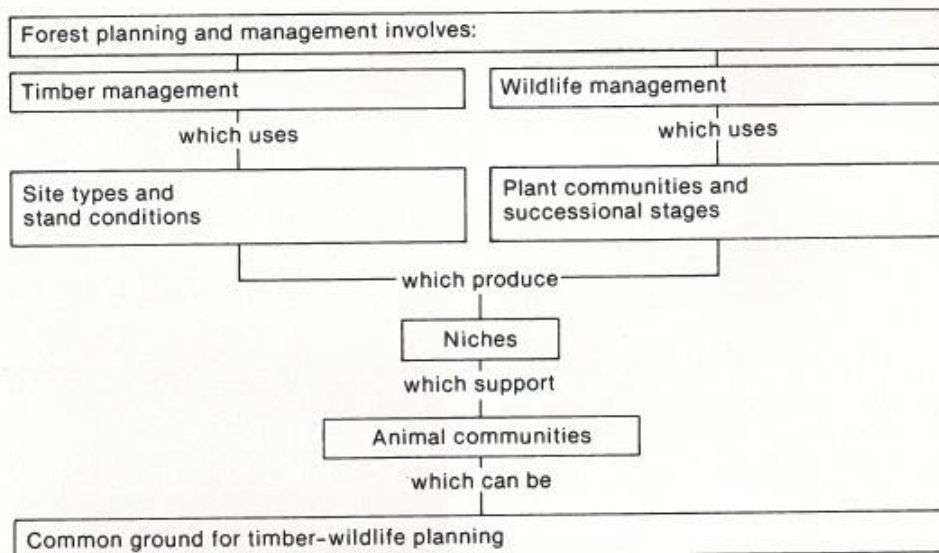 Forest planning and management involves:
Timber management
Wildlife management
which uses
which uses
Site types and
stand conditions
Plant communities and
successional stages
which produce
Niches
which support
Animal communities
which can be
Common ground for timber-wildlife planning